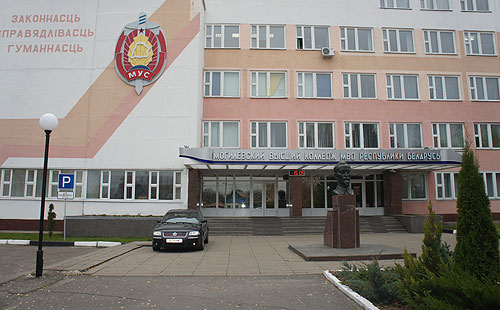 ЗАКОННАСЦЬ
СПРАВЯДЛІВАСЦЬ
ГУМАННАСЦЬ
МУС
МОГИЛЕВСКИЙ ВЫСШИЙ КОЛЛЕДЖ МВД РЕСПУБЛИКИ БЕЛАРУСЬ
P